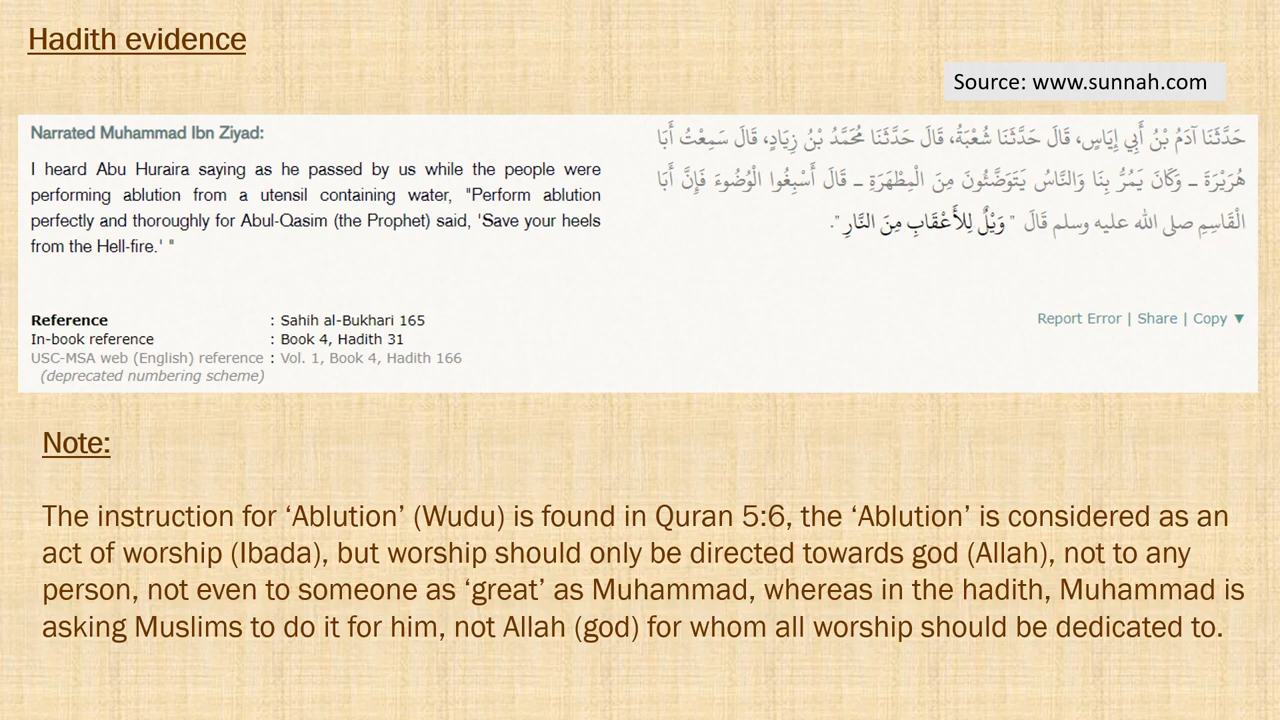 Hadith evidence
Source: www.sunnah.com
Narrated Muhammad Ibn Ziyad:
I heard Abu Huraira saying as he passed by us while the people were
performing ablution from a utensil containing water, "Perform ablution
perfectly and thoroughly for Abul-Qasim (the Prophet) said, 'Save your heels
from the Hell-fire.' "
حَدَّثَنَا آدَمُ بْنُ أَبِي إِيَاسٍ، قَالَ حَدَّثَنَا شُعْبَةُ، قَالَ حَدَّثَنَا مُحَمَّدُ بْنُ زِيَادٍ، قَالَ سَمِعْتُ أَبَا
هُرَيْرَةَ ـ وَكَانَ يَمُرُّ بِنَا وَالنَّاسُ يَتَوَضَّئُونَ مِنَ الْمِطْهَرَةِ ـ قَالَ أَسْبِغُوا الْوُضُوءَ فَإِنَّ أَبَا
الْقَاسِمِ صلى الله عليه وسلم قَالَ " وَيْلٌ لِلأَعْقَابِ مِنَ النَّارِ ".
Reference : Sahih al-Bukhari 165
In-book reference : Book 4, Hadith 31
USC-MSA web (English) reference : Vol. 1, Book 4, Hadith 166
(deprecated numbering scheme)
Report Error | Share | Copy ▼
Note:
The instruction for ‘Ablution’ (Wudu) is found in Quran 5:6, the ‘Ablution’ is considered as an
act of worship (Ibada), but worship should only be directed towards god (Allah), not to any
person, not even to someone as ‘great’ as Muhammad, whereas in the hadith, Muhammad is
asking Muslims to do it for him, not Allah (god) for whom all worship should be dedicated to.